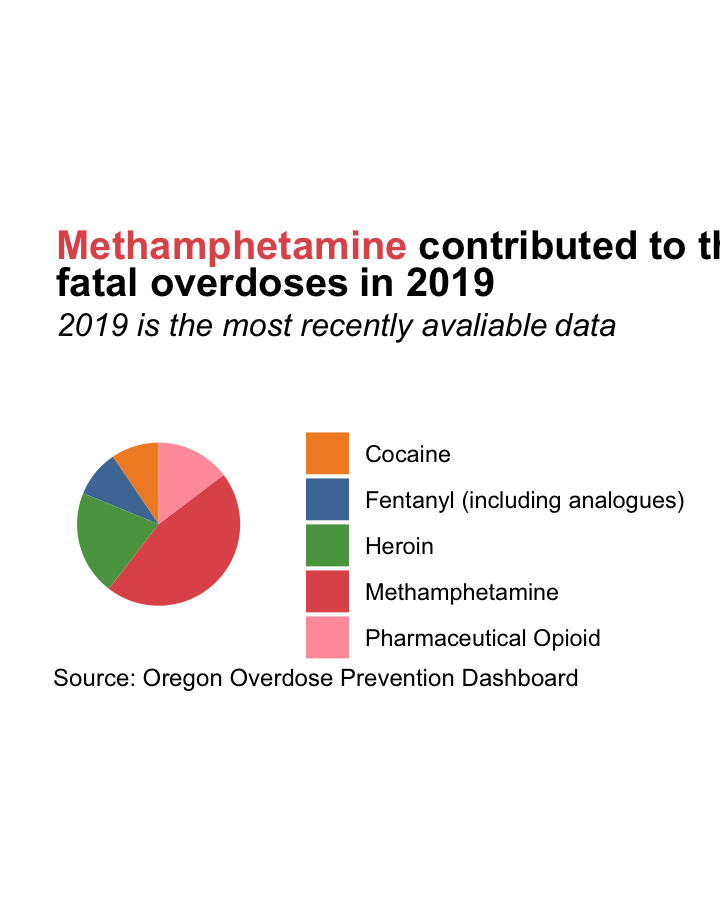 Methamphetamine contributed to th
fatal overdoses in 2019
2019 is the most recently avaliable data
Cocaine
Fentanyl (including analogues)
Heroin
Methamphetamine
Pharmaceutical Opioid
Source: Oregon Overdose Prevention Dashboard